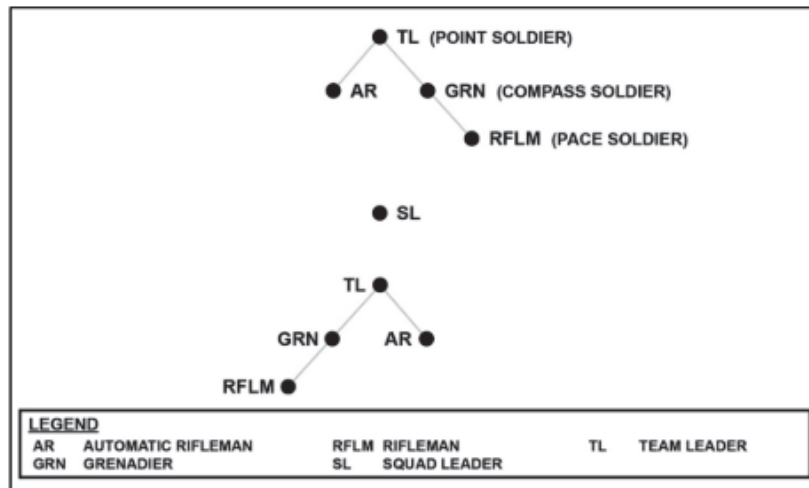 TL (POINT SOLDIER)
AR GRN (COMPASS SOLDIER)
RFLM (PACE SOLDIER)
SL
TL
GRN AR
RFLM
LEGEND
AR AUTOMATIC RIFLEMAN RFLM RIFLEMAN TL TEAM LEADER
GRN GRENADIER SL SQUAD LEADER